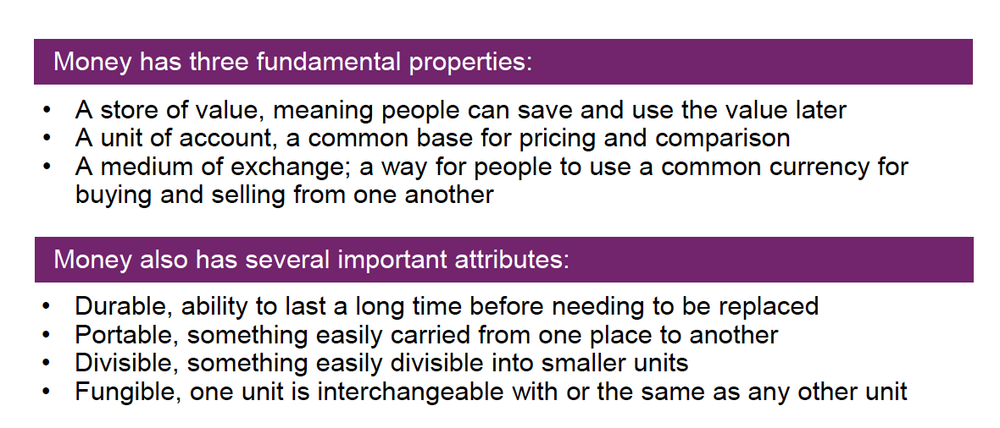 Money has three fundamental properties:
• A store of value, meaning people can save and use the value later
• A unit of account, a common base for pricing and comparison
• A medium of exchange; a way for people to use a common currency for
buying and selling from one another
Money also has several important attributes:
• Durable, ability to last a long time before needing to be replaced
• Portable, something easily carried from one place to another
• Divisible, something easily divisible into smaller units
• Fungible, one unit is interchangeable with or the same as any other unit